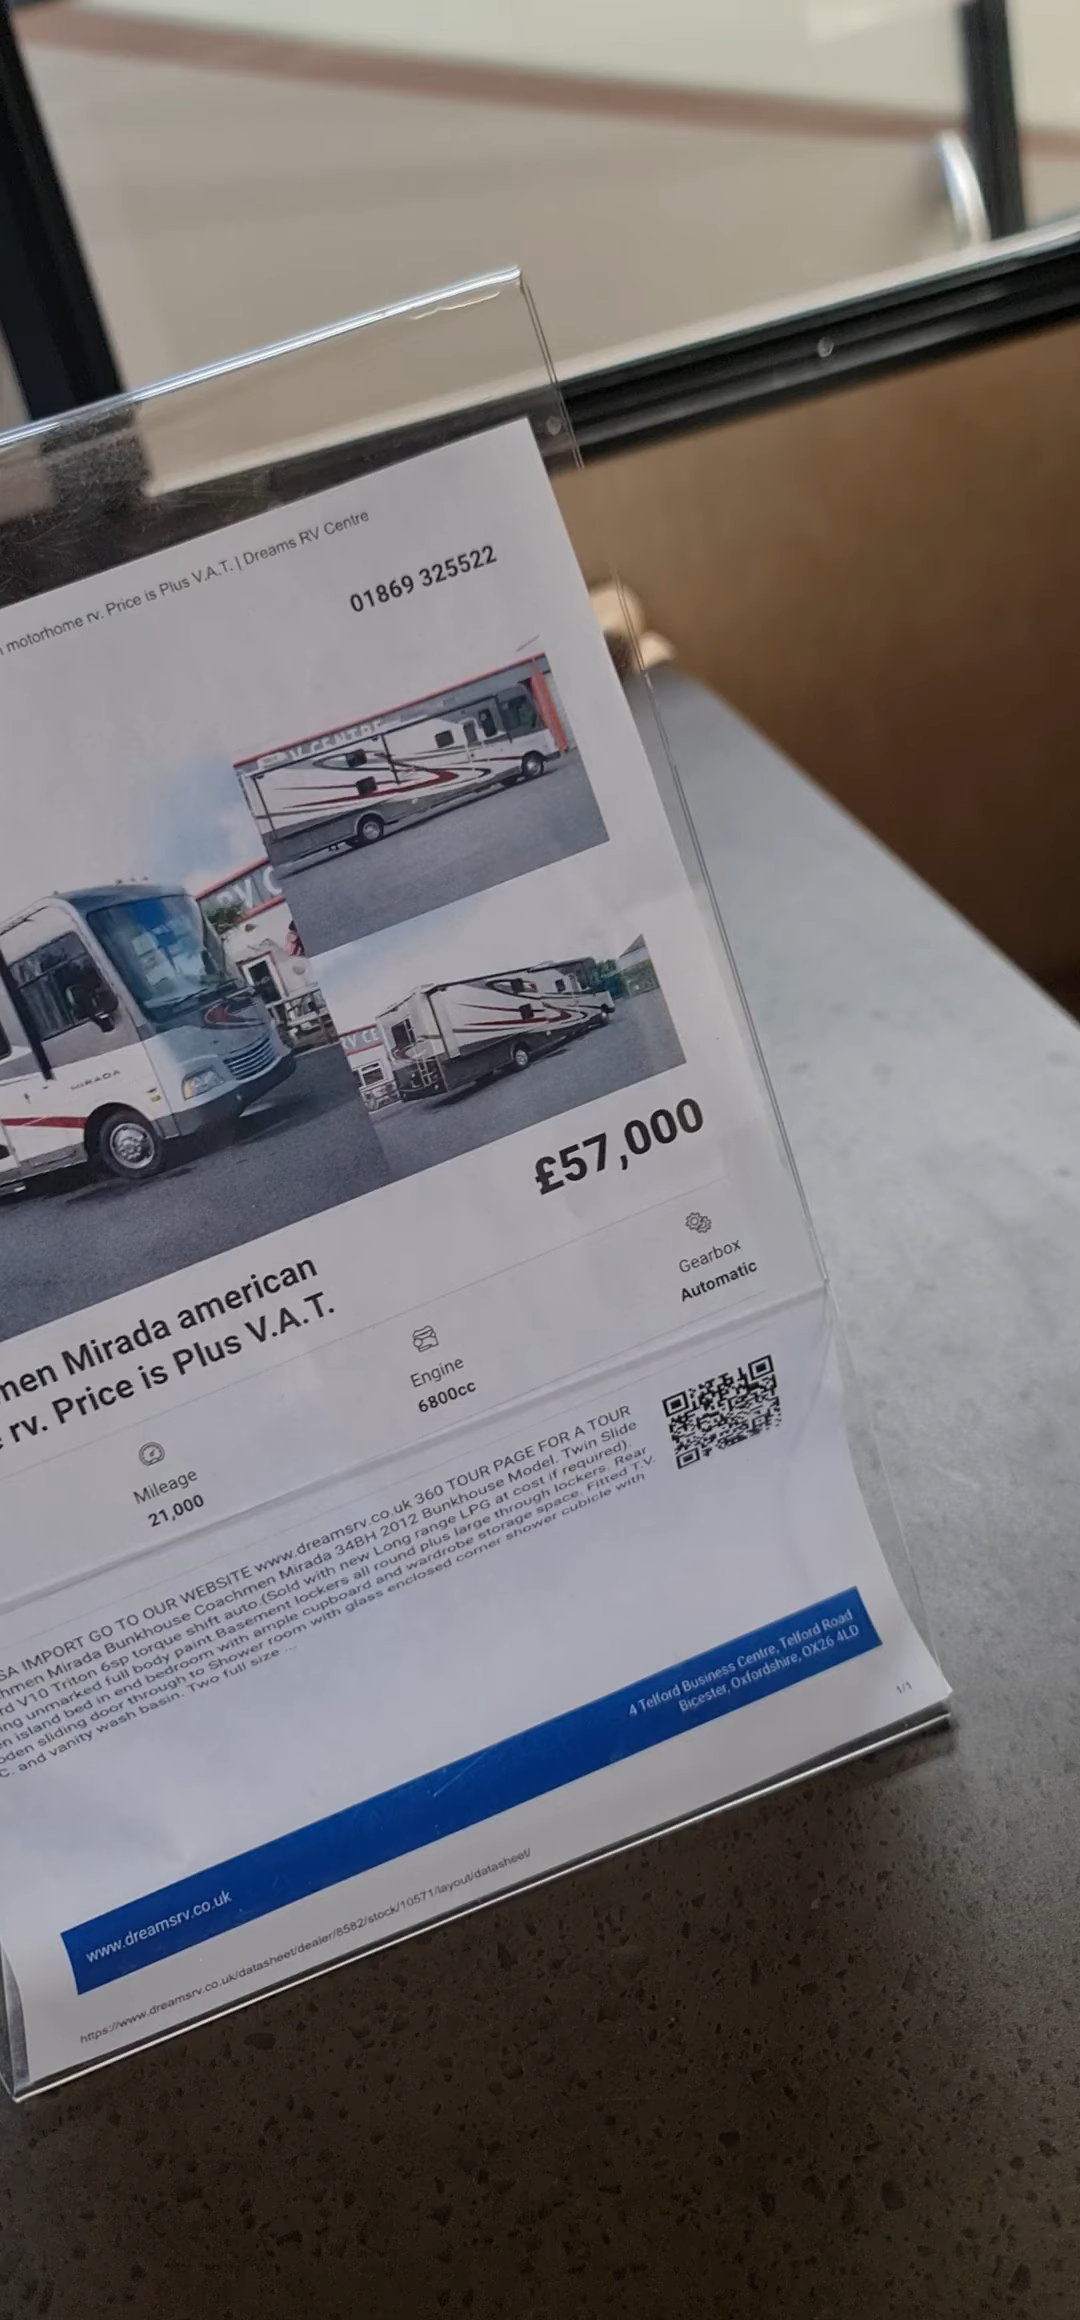 motorhome rv. Price is Plus V.A.T. | Dreams RV Centre
01869 325522
RV CENTRE
RV C
RV CE
MIRADA
£57,000
men Mirada american
rv. Price is Plus V.A.T.
Mileage
21,000
Engine
6800cc
Gearbox
Automatic
SA IMPORT GO TO OUR WEBSITE www.dreamsrv.co.uk 360 TOUR PAGE FOR A TOUR
hmen Mirada Bunkhouse Coachmen Mirada 34BH 2012 Bunkhouse Model. Twin Slide
rd V10 Triton 6sp torque shift auto.(Sold with new Long range LPG at cost if required).
ng unmarked full body paint Basement lockers all round plus large through lockers. Rear
en island bed in end bedroom with ample cupboard and wardrobe storage space. Fitted T.V.
oden sliding door through to Shower room with glass enclosed corner shower cubicle with
C. and vanity wash basin. Two full size ...
www.dreamsrv.co.uk
4 Telford Business Centre, Telford Road
Bicester, Oxfordshire, OX26 4LD
https://www.dreamsrv.co.uk/datasheet/dealer/8582/stock/10571/layout/datasheet/
1/1